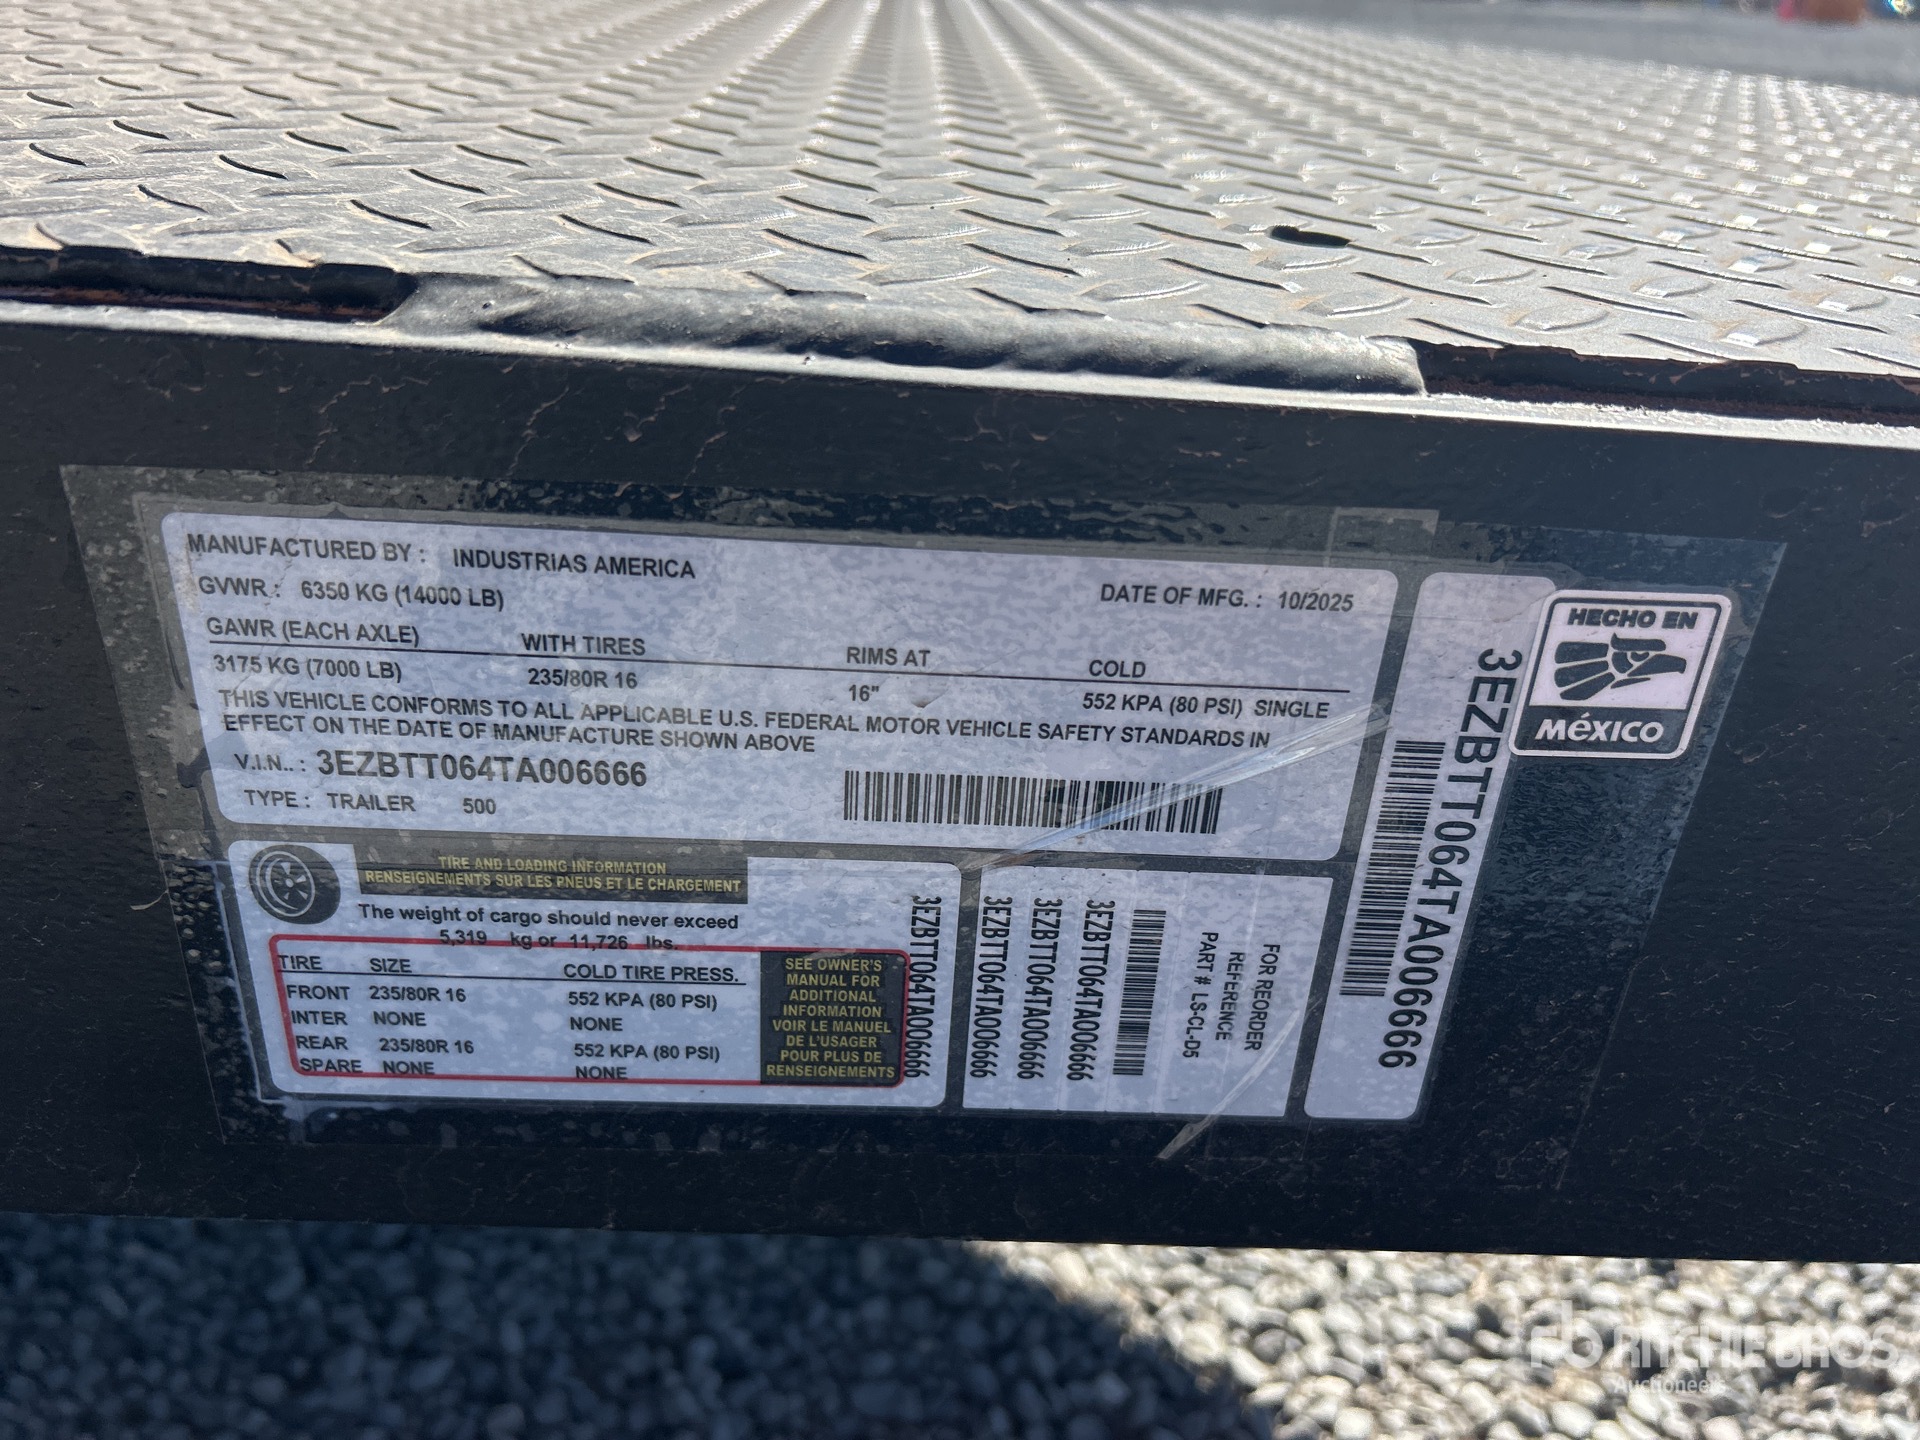 MANUFACTURED BY : INDUSTRIAS AMERICA
GVWR : 6350 KG (14000 LB) DATE OF MFG. : 10/2025
GAWR (EACH AXLE) WITH TIRES RIMS AT COLD
3175 KG (7000 LB) 235/80R 16 16" 552 KPA (80 PSI) SINGLE
THIS VEHICLE CONFORMS TO ALL APPLICABLE U.S. FEDERAL MOTOR VEHICLE SAFETY STANDARDS IN
EFFECT ON THE DATE OF MANUFACTURE SHOWN ABOVE
V.I.N.. : 3EZBTT064TA006666
TYPE : TRAILER 500
TIRE AND LOADING INFORMATION
RENSEIGNEMENTS SUR LES PNEUS ET LE CHARGEMENT
The weight of cargo should never exceed
5,319 kg or 11,726 lbs.
TIRE SIZE COLD TIRE PRESS.
FRONT 235/80R 16 552 KPA (80 PSI)
INTER NONE NONE
REAR 235/80R 16 552 KPA (80 PSI)
SPARE NONE NONE
SEE OWNER'S
MANUAL FOR
ADDITIONAL
INFORMATION
VOIR LE MANUEL
DE L'USAGER
POUR PLUS DE
RENSEIGNEMENTS
3EZBTT064TA006666
3EZBTT064TA006666
3EZBTT064TA006666
3EZBTT064TA006666
PART # LS-CL-D5
REFERENCE
FOR REORDER
3EZBTT064TA006666
HECHO EN
MéXICO
rb RITCHIE BROS
Auctioneers